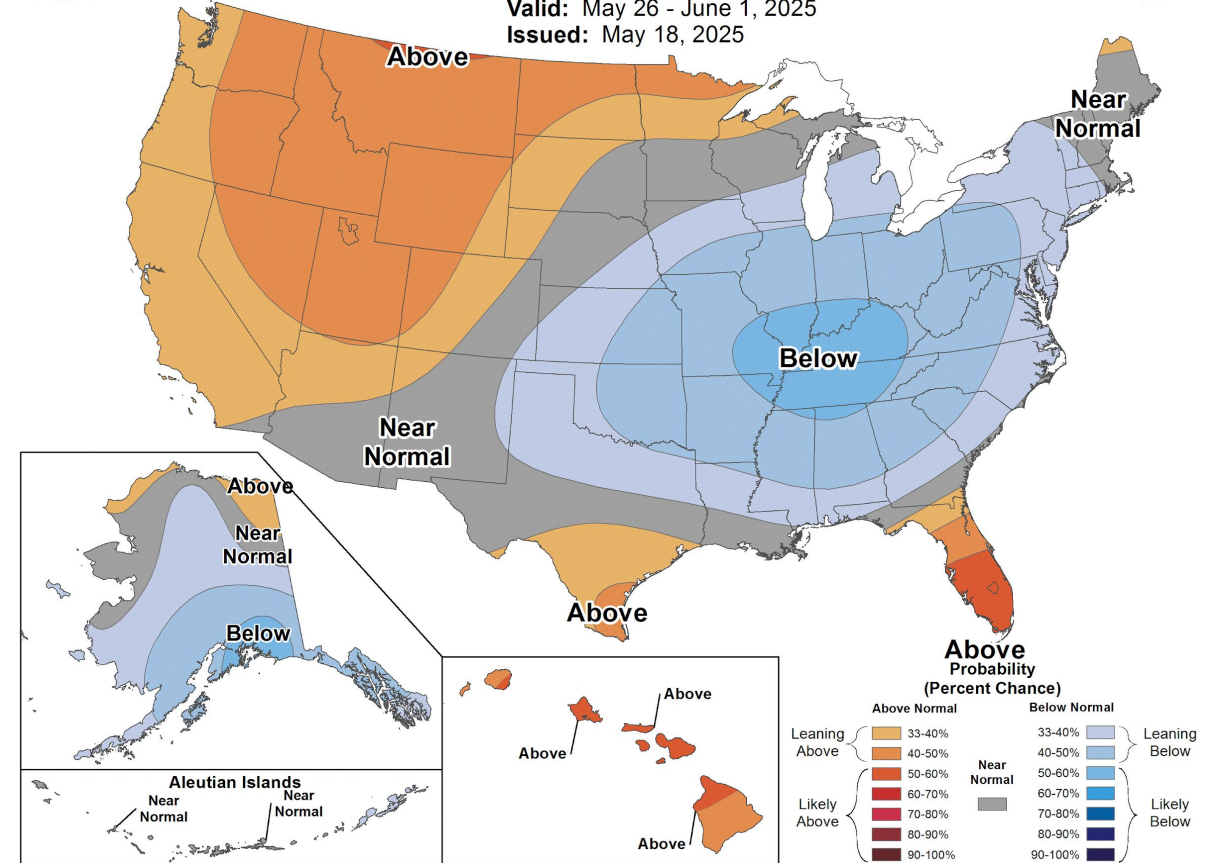 Valid: May 26 - June 1, 2025
Issued: May 18, 2025
Above
Near
Normal
Below
Near
Normal
Above
Above
Above
Near
Normal
Below
Aleutian Islands
Near
Normal
Near
Normal
Above
Above
Above
Probability
(Percent Chance)
Above Normal
Below Normal
Leaning
Above
33-40%
40-50%
Likely
Above
50-60%
60-70%
70-80%
80-90%
90-100%
Near
Normal
33-40%
40-50%
Leaning
Below
50-60%
60-70%
70-80%
80-90%
90-100%
Likely
Below